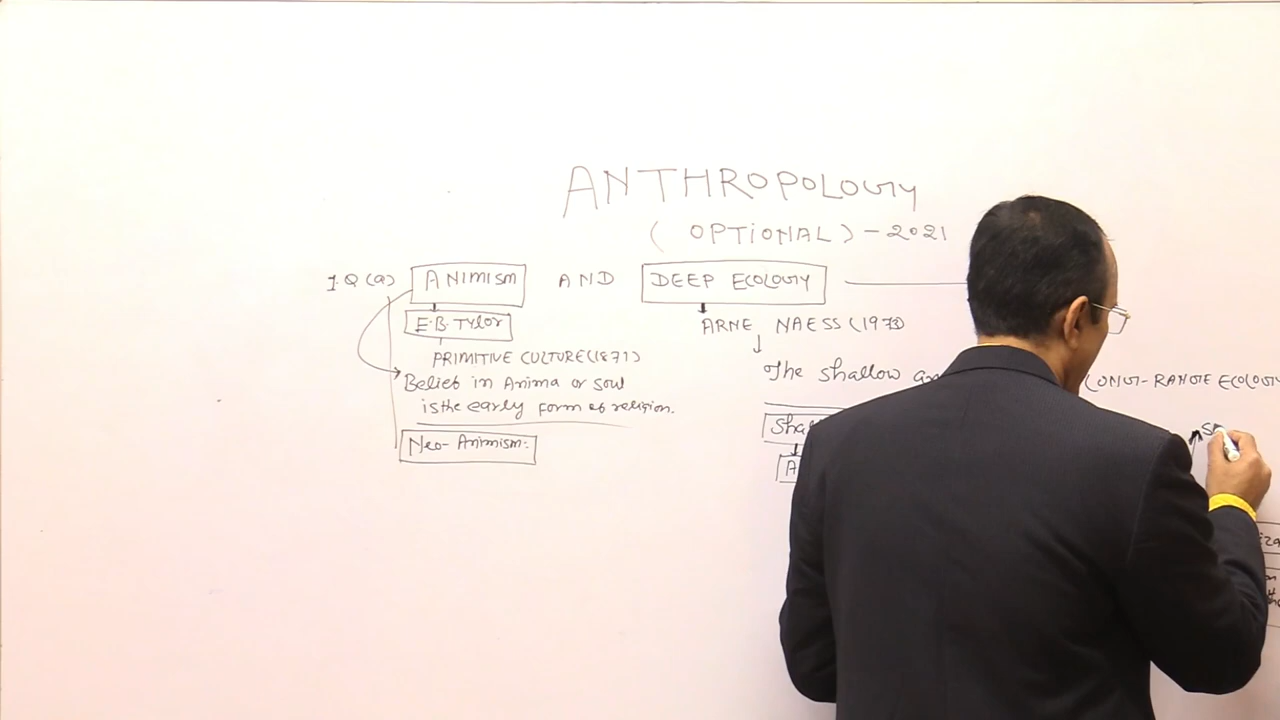 ANTHROPOLOGY
(OPTIONAL) - 2021
1.Q (a) ANIMISM AND DEEP ECOLOGY
E.B. Tylor
ARNE NAESS (1973)
PRIMITIVE CULTURE (1871)
Belief in Anima or soul
is the early form of religion.
The shallow LONG-RANGE ECOLOGY
Neo-Animism: